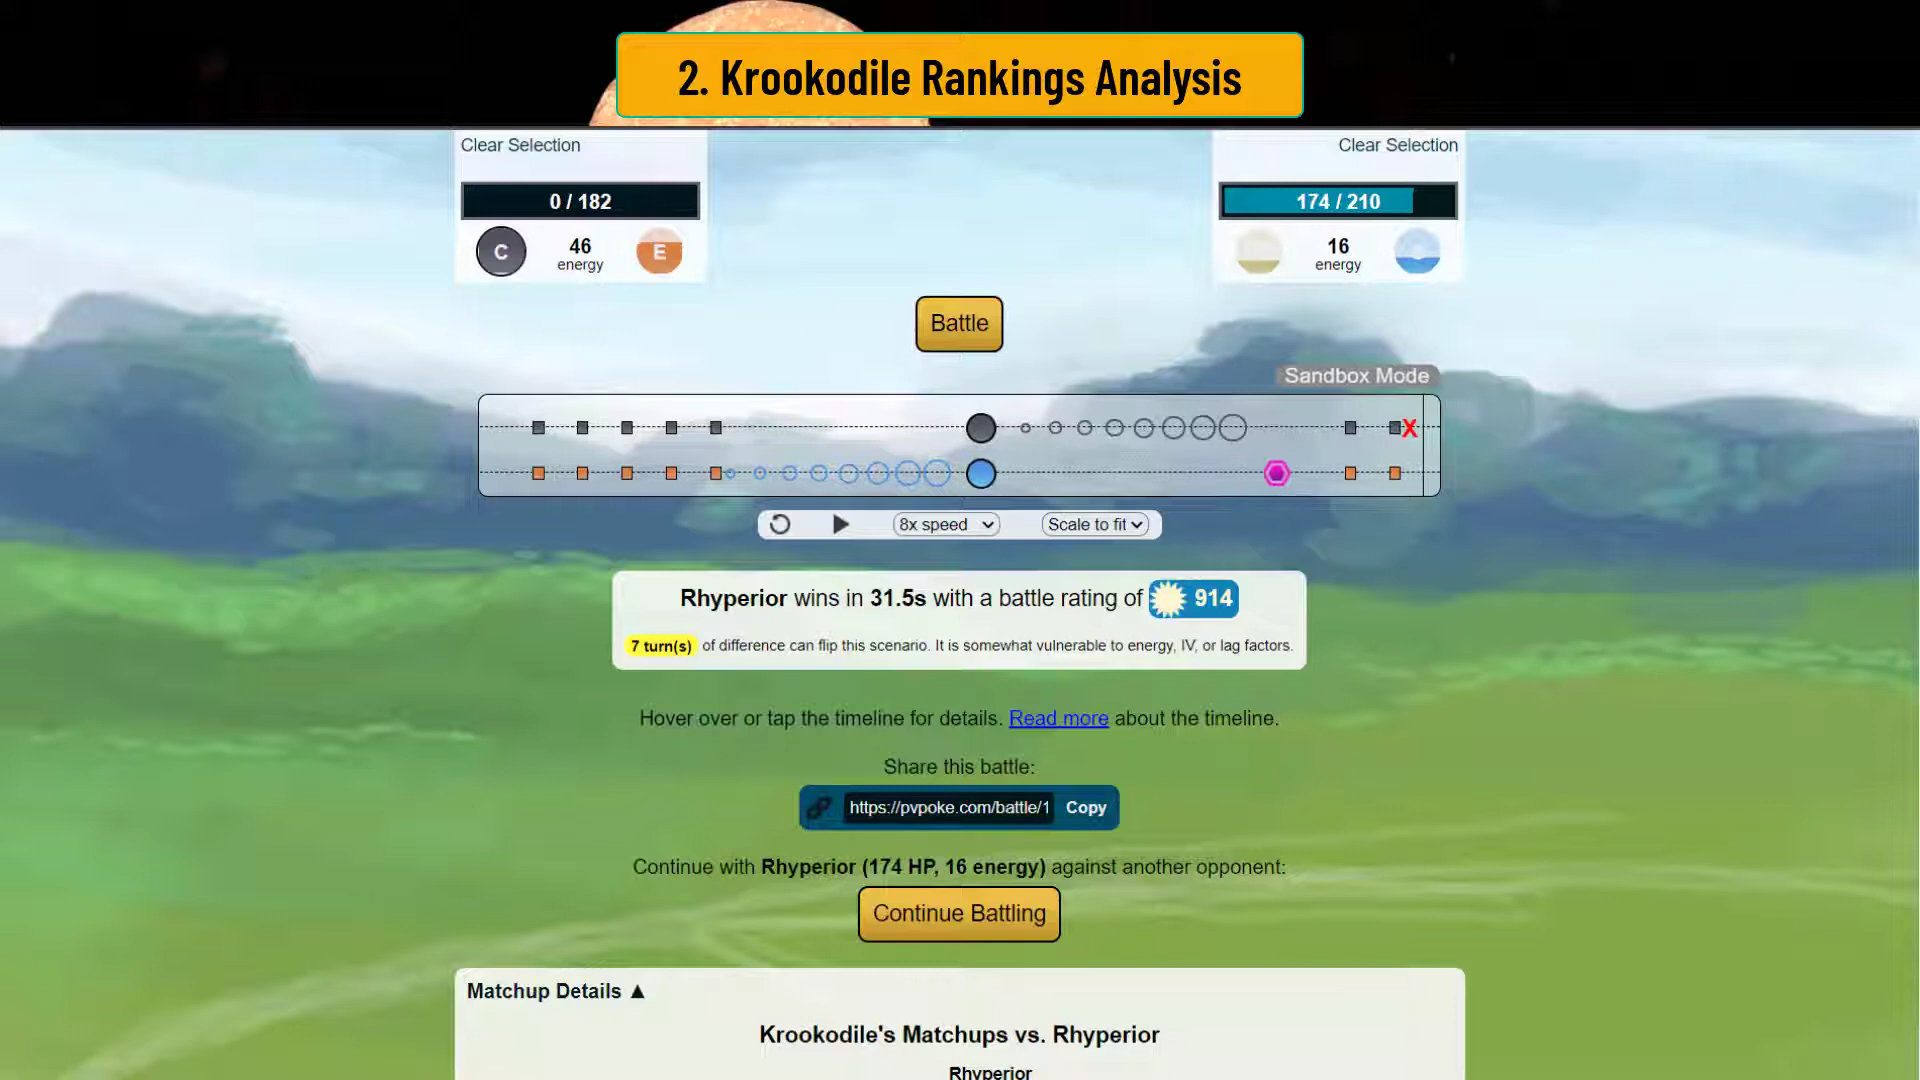 2. Krookodile Rankings Analysis
Clear Selection
Clear Selection
0 / 182
174 / 210
C
46
energy
E
16
energy
Battle
Sandbox Mode
X
8x speed
Scale to fit
Rhyperior wins in 31.5s with a battle rating of 914
7 turn(s) of difference can flip this scenario. It is somewhat vulnerable to energy, IV, or lag factors.
Hover over or tap the timeline for details. Read more about the timeline.
Share this battle:
https://pvpoke.com/battle/1 Copy
Continue with Rhyperior (174 HP, 16 energy) against another opponent:
Continue Battling
Matchup Details ▲
Krookodile's Matchups vs. Rhyperior
Rhyperior